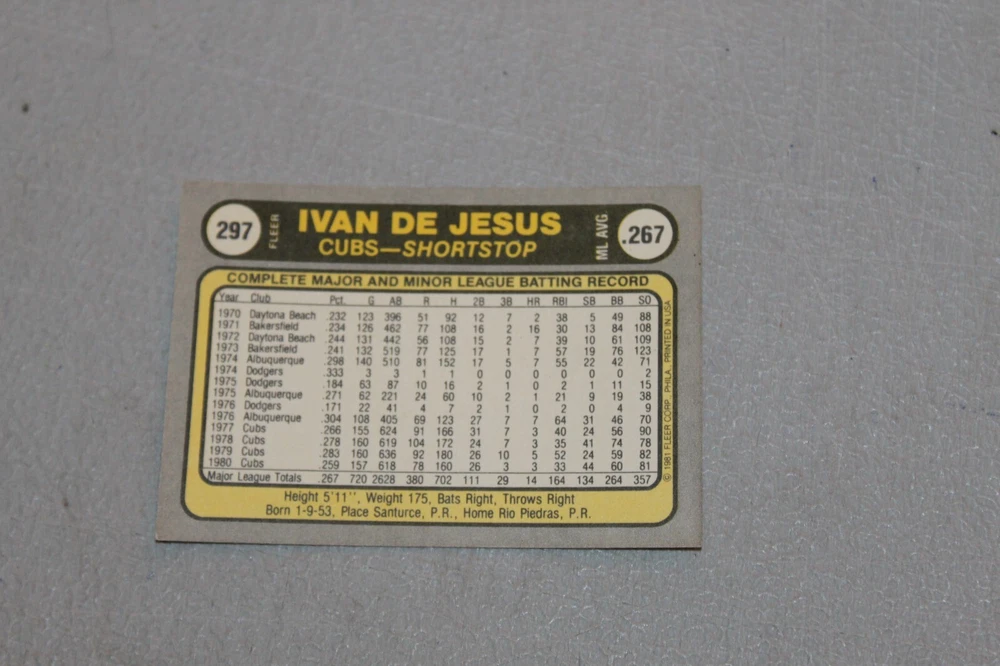 297 FLEER IVAN DE JESUS ML AVG. .267
CUBS—SHORTSTOP
COMPLETE MAJOR AND MINOR LEAGUE BATTING RECORD
Year Club Pct. G AB R H 2B 3B HR RBI SB BB SO
1970 Daytona Beach .232 123 396 51 92 12 7 2 38 5 49 88
1971 Bakersfield .234 126 462 77 108 16 2 16 30 13 84 108
1972 Daytona Beach .244 131 442 56 108 15 2 7 39 10 61 109
1973 Bakersfield .241 132 519 77 125 17 1 7 57 19 76 123
1974 Albuquerque .298 140 510 81 152 17 5 7 55 22 42 71
1974 Dodgers .333 3 3 1 1 0 0 0 0 0 0 2
1975 Dodgers .184 63 87 10 16 2 1 0 2 1 11 15
1975 Albuquerque .271 62 221 24 60 10 2 1 21 9 19 38
1976 Dodgers .171 22 41 4 7 2 1 0 2 0 4 9
1976 Albuquerque .304 108 405 69 123 27 7 7 64 31 46 70
1977 Cubs .266 155 624 91 166 31 7 3 40 24 56 90
1978 Cubs .278 160 619 104 172 24 7 3 35 41 74 78
1979 Cubs .283 160 636 92 180 26 10 5 52 24 59 82
1980 Cubs .259 157 618 78 160 26 3 3 33 44 60 81
Major League Totals .267 720 2628 380 702 111 29 14 164 134 264 357
Height 5'11'', Weight 175, Bats Right, Throws Right
Born 1-9-53, Place Santurce, P.R., Home Rio Piedras, P.R.
© 1981 FLEER CORP. PHILA. PRINTED IN USA